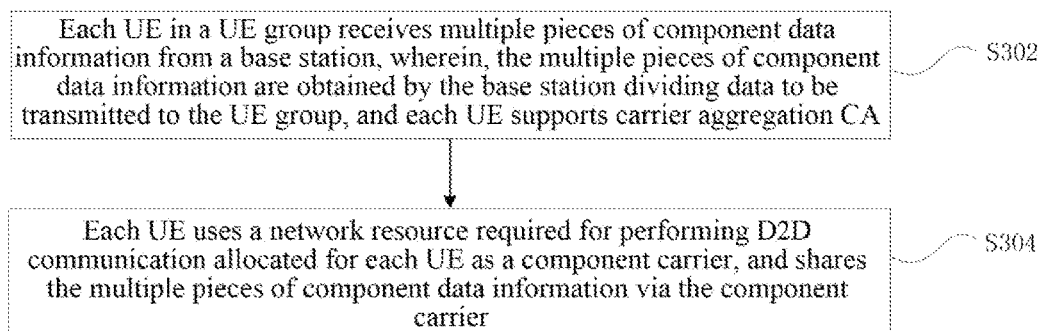 Each UE in a UE group receives multiple pieces of component data
information from a base station, wherein, the multiple pieces of component
data information are obtained by the base station dividing data to be
transmitted to the UE group, and each UE supports carrier aggregation CA
S302
Each UE uses a network resource required for performing D2D
communication allocated for each UE as a component carrier, and shares
the multiple pieces of component data information via the component
carrier
S304